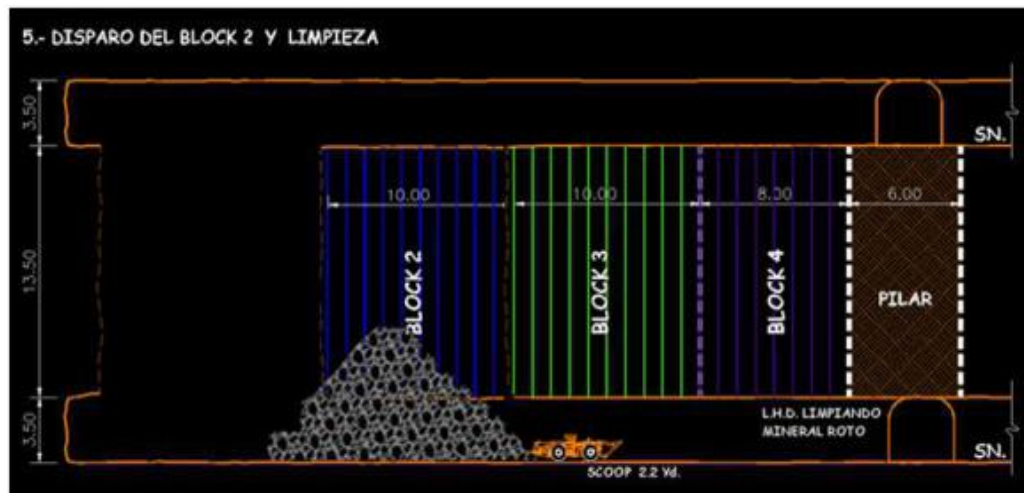 5.- DISPARO DEL BLOCK 2 Y LIMPIEZA
3.50
SN.
10.00
10.00
8.00
6.00
13.50
BLOCK 2
BLOCK 3
BLOCK 4
PILAR
3.50
L.H.D. LIMPIANDO
MINERAL ROTO
SN.
SCOOP 2.2 Yd.